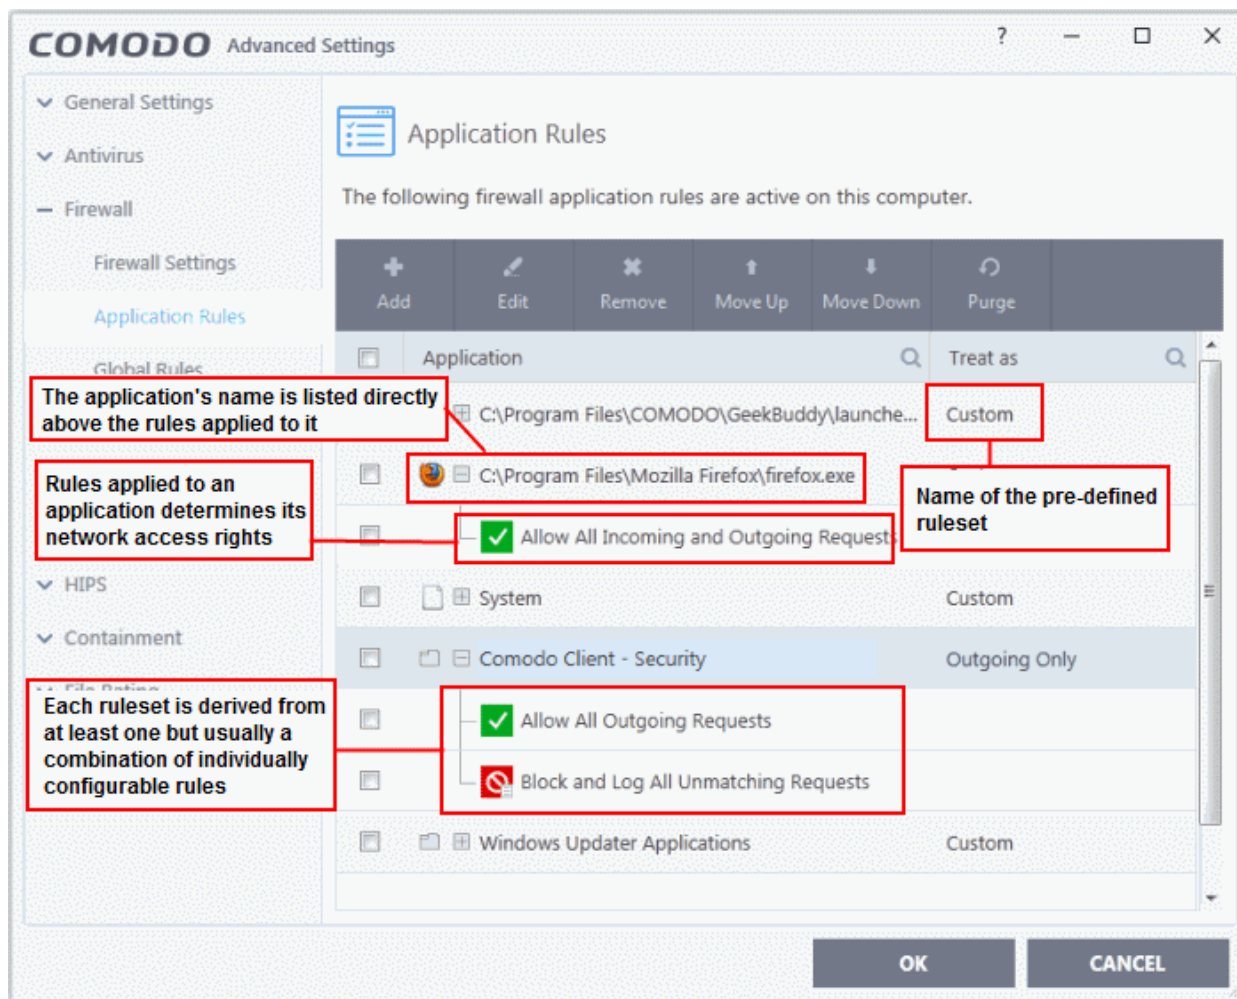 COMODO Advanced Settings
?
General Settings
Antivirus
Firewall
Firewall Settings
Application Rules
Global Rules
HIPS
Containment
File Rating
Application Rules
The following firewall application rules are active on this computer.
Add Edit Remove Move Up Move Down Purge
Application Treat as
C:\Program Files\COMODO\GeekBuddy\launche... Custom
C:\Program Files\Mozilla Firefox\firefox.exe
Allow All Incoming and Outgoing Requests
System Custom
Comodo Client - Security Outgoing Only
Allow All Outgoing Requests
Block and Log All Unmatching Requests
Windows Updater Applications Custom
The application's name is listed directly
above the rules applied to it
Rules applied to an
application determines its
network access rights
Name of the pre-defined
ruleset
Each ruleset is derived from
at least one but usually a
combination of individually
configurable rules
OK CANCEL